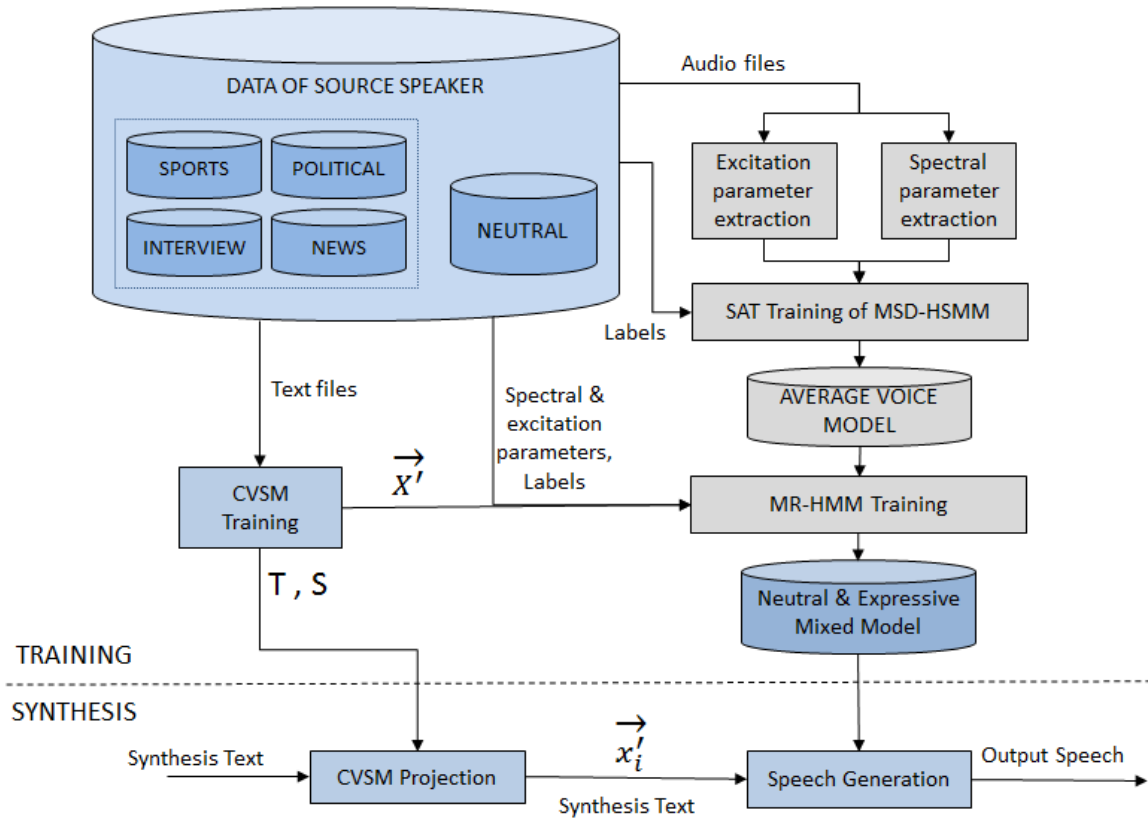 DATA OF SOURCE SPEAKER
SPORTS
POLITICAL
INTERVIEW
NEWS
NEUTRAL
Audio files
Excitation
parameter
extraction
Spectral
parameter
extraction
Labels
SAT Training of MSD-HSMM
AVERAGE VOICE
MODEL
Text files
Spectral &
excitation
parameters,
Labels
CVSM
Training
X'
MR-HMM Training
T , S
Neutral & Expressive
Mixed Model
TRAINING
SYNTHESIS
Synthesis Text
CVSM Projection
x'i
Synthesis Text
Speech Generation
Output Speech